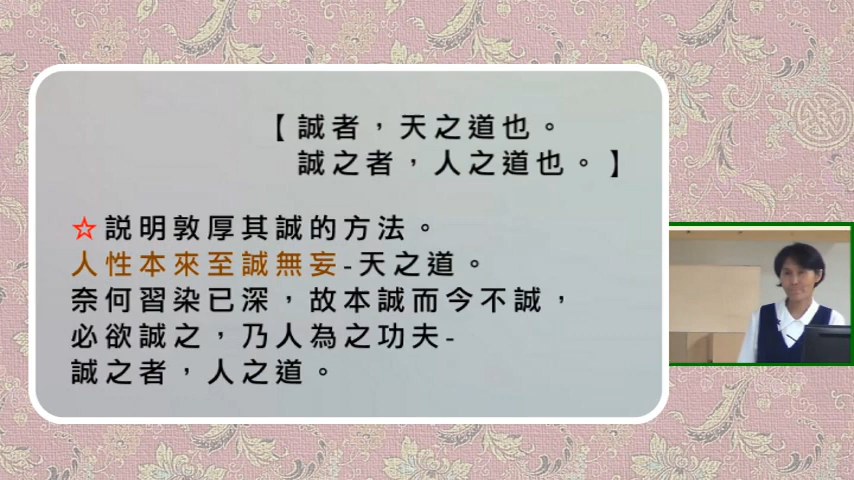 【誠者，天之道也。
誠之者，人之道也。】
☆說明敦厚其誠的方法。
人性本來至誠無妄-天之道。
奈何習染已深，故本誠而今不誠，
必欲誠之，乃人為之功夫-
誠之者，人之道。